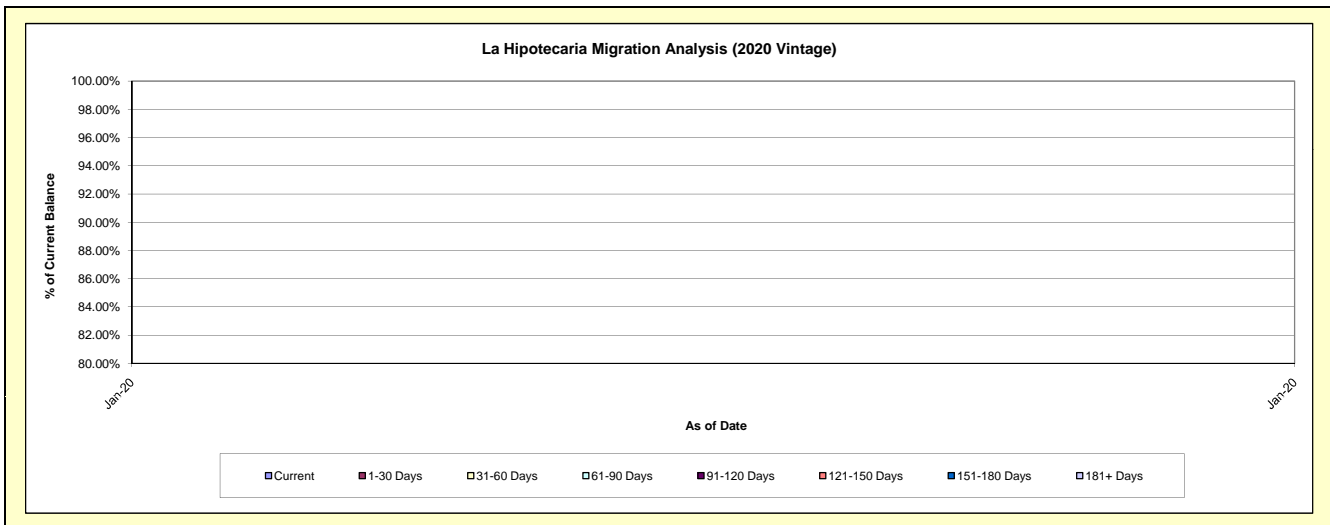 La Hipotecaria Migration Analysis (2020 Vintage)
100.00%
98.00%
96.00%
94.00%
92.00%
90.00%
88.00%
86.00%
84.00%
82.00%
80.00%
% of Current Balance
Jan-20
Jan-20
As of Date
Current 1-30 Days 31-60 Days 61-90 Days 91-120 Days 121-150 Days 151-180 Days 181+ Days